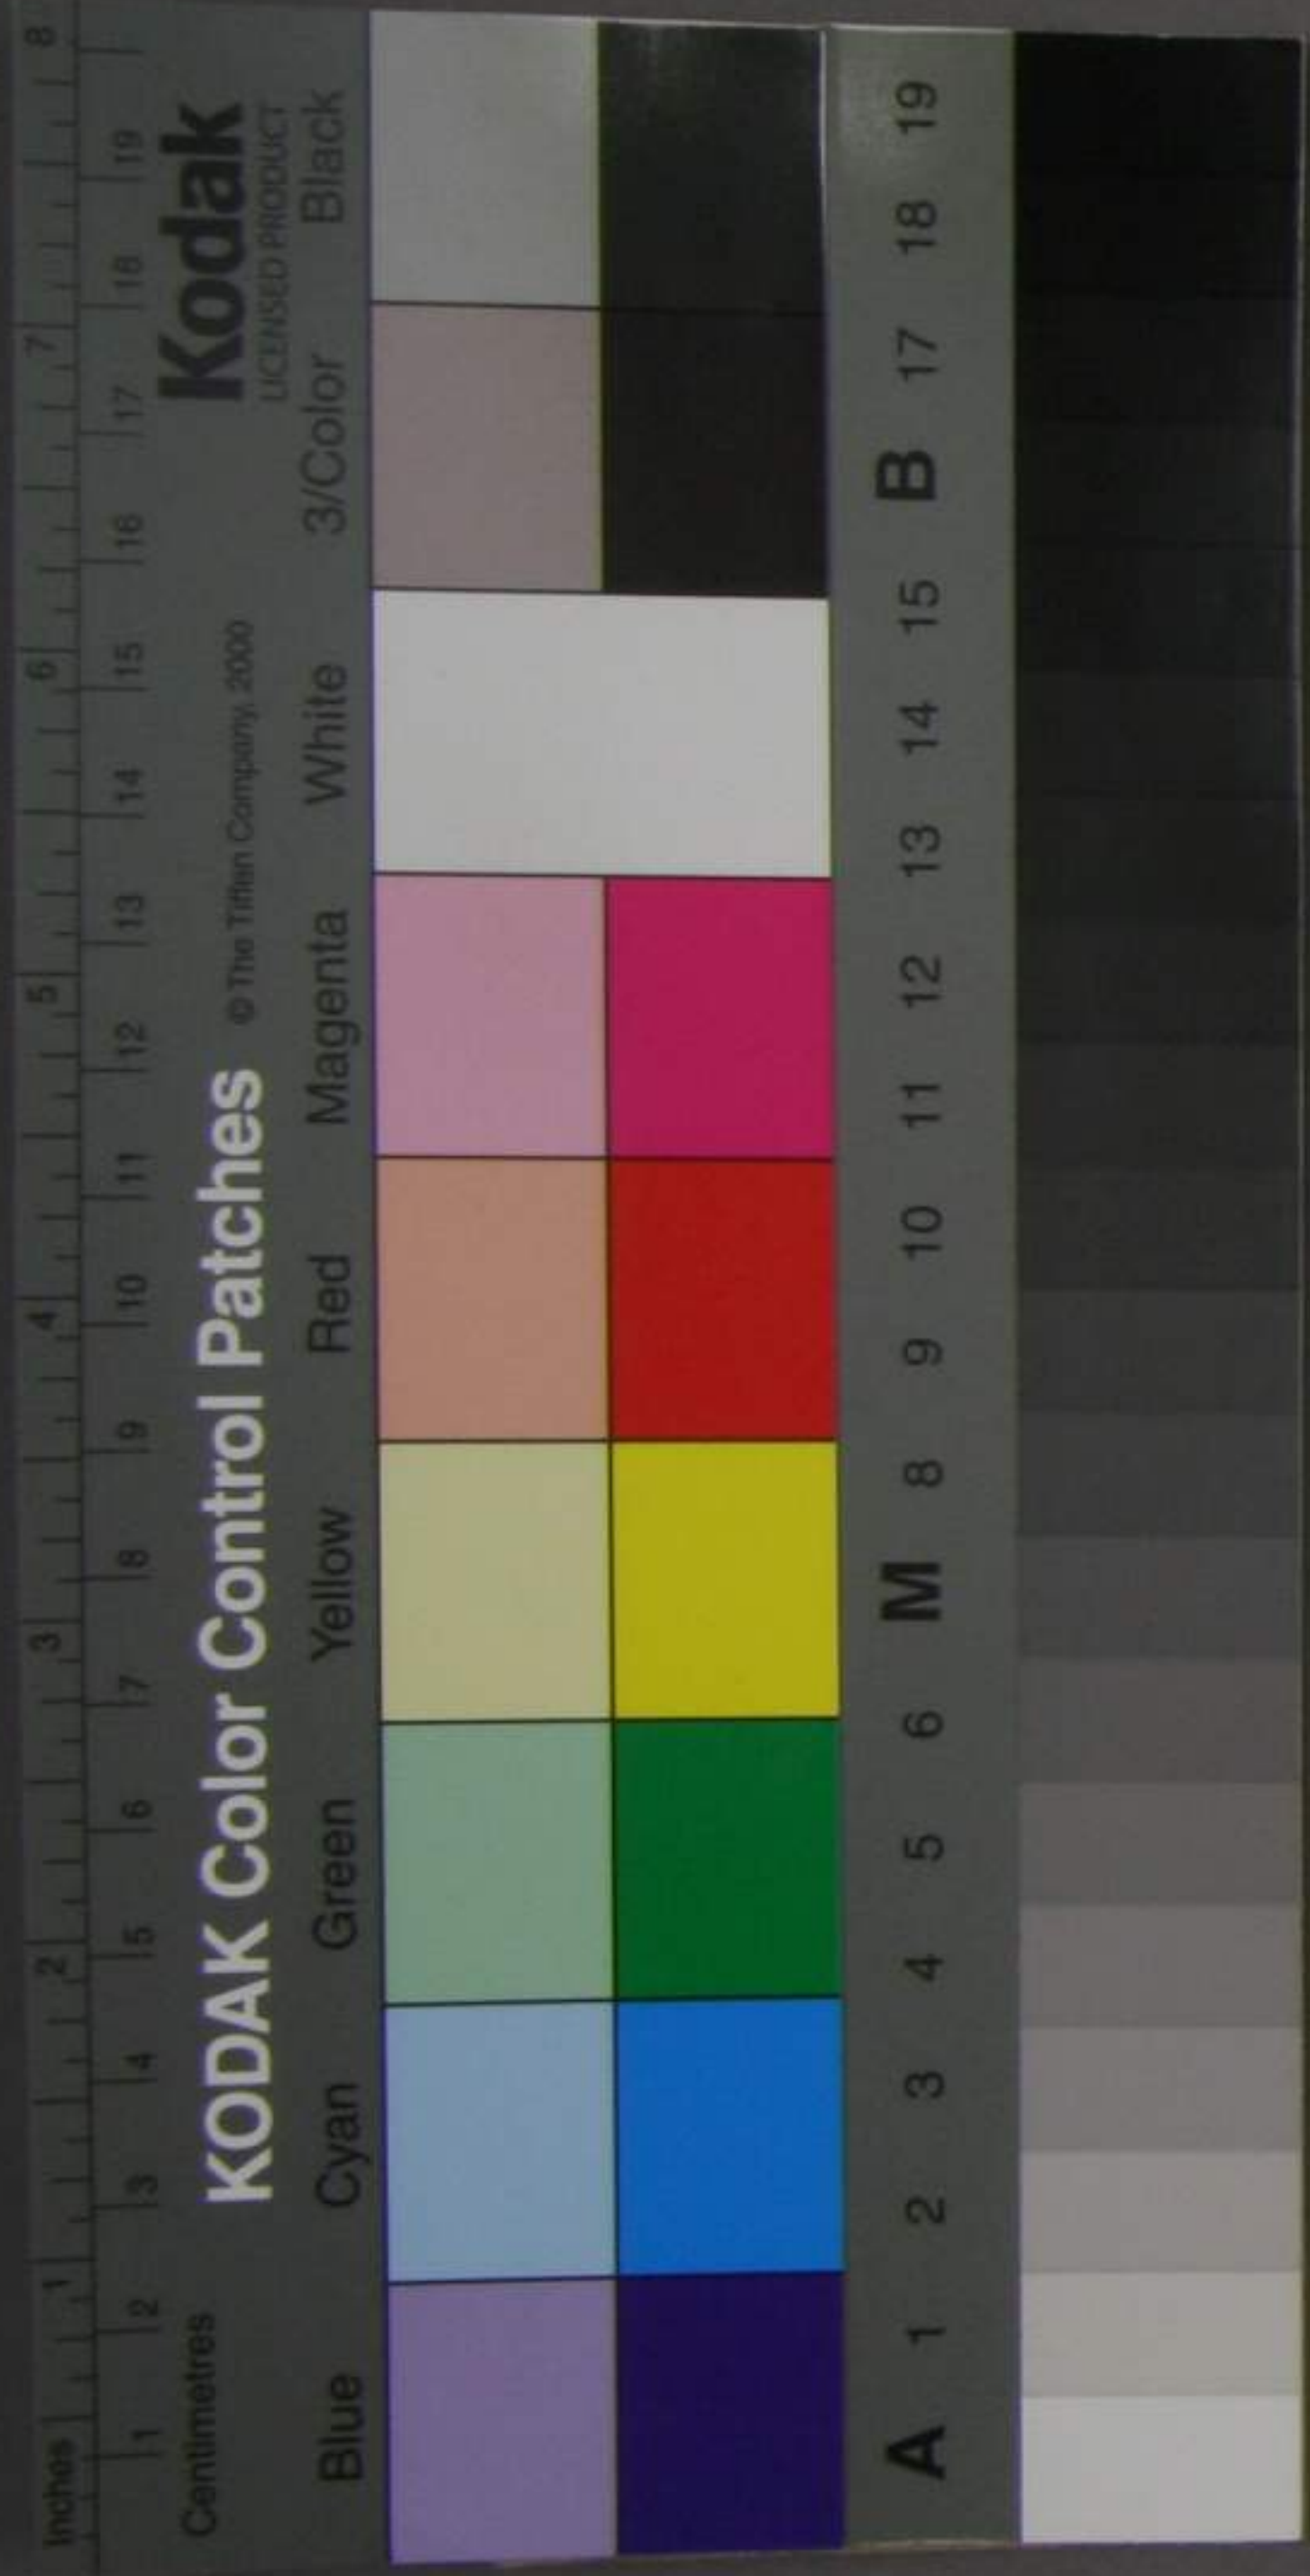 Inches 1 2 3 4 5 6 7 8
Centimetres 1 2 3 4 5 6 7 8 9 10 11 12 13 14 15 16 17 18 19
KODAK Color Control Patches © The Tiffen Company, 2000 Kodak
LICENSED PRODUCT
Blue Cyan Green Yellow Red Magenta White 3/Color Black
A 1 2 3 4 5 6 M 8 9 10 11 12 13 14 15 B 17 18 19